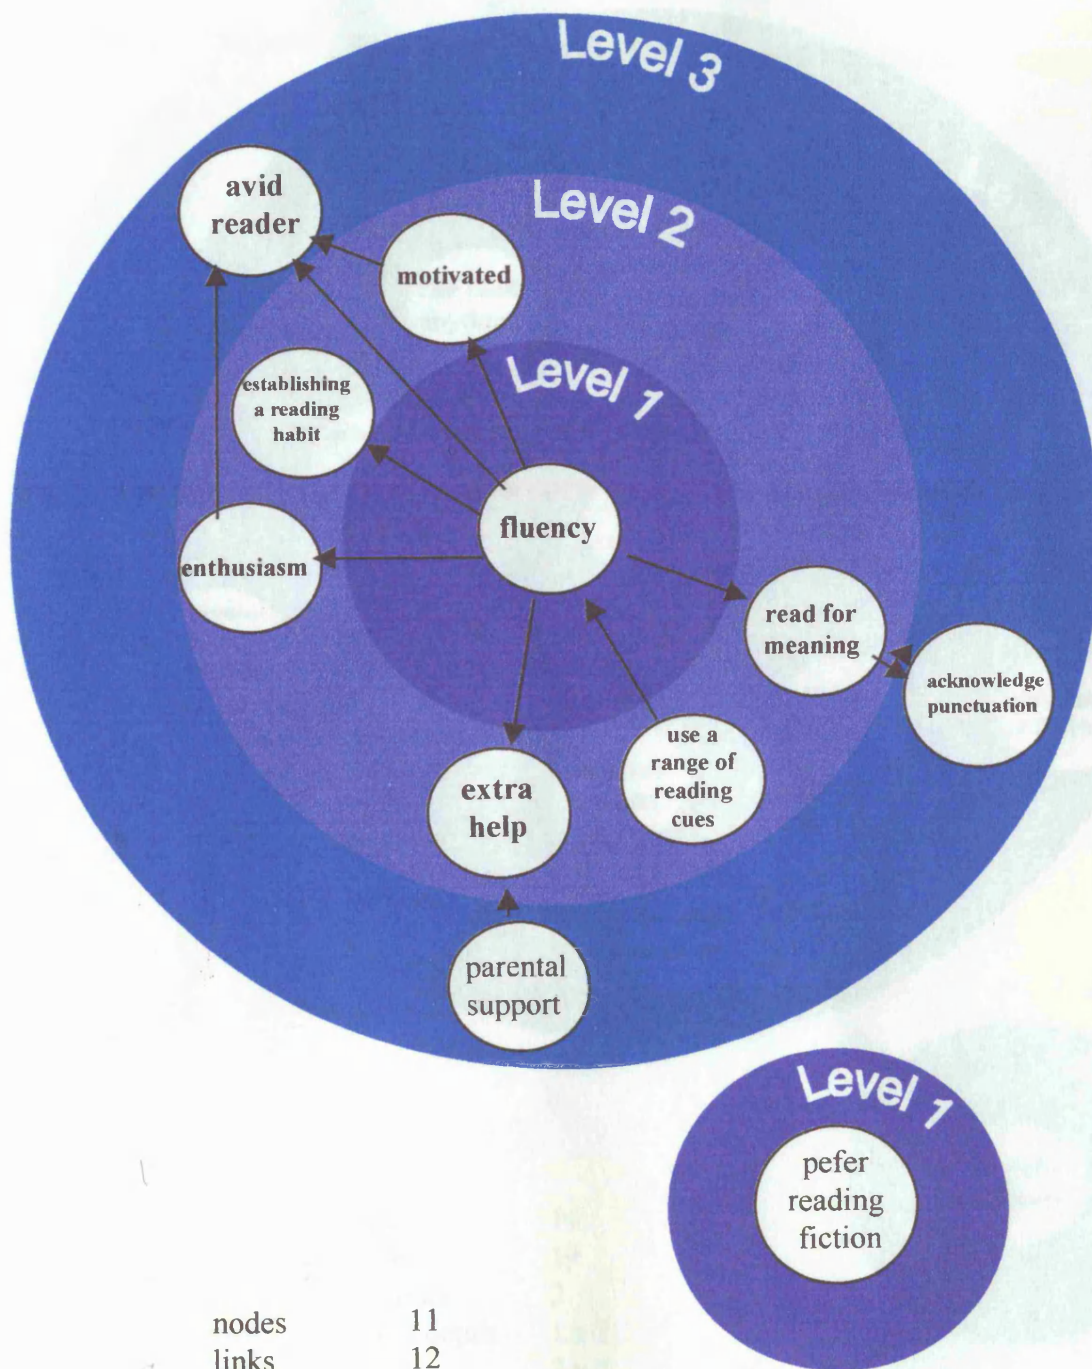 Level 3
avid
reader
Level 2
motivated
Level 1
establishing
a reading
habit
fluency
enthusiasm
read for
meaning
acknowledge
punctuation
use a
range of
reading
cues
extra
help
parental
support
Level 1
pefer
reading
fiction
nodes 11
links 12